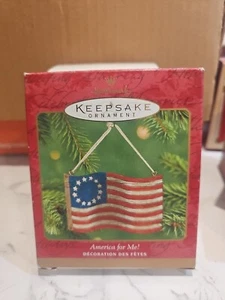 KEEPSAKE
ORNAMENT
America for Me!
DÉCORATION DES FÊTES